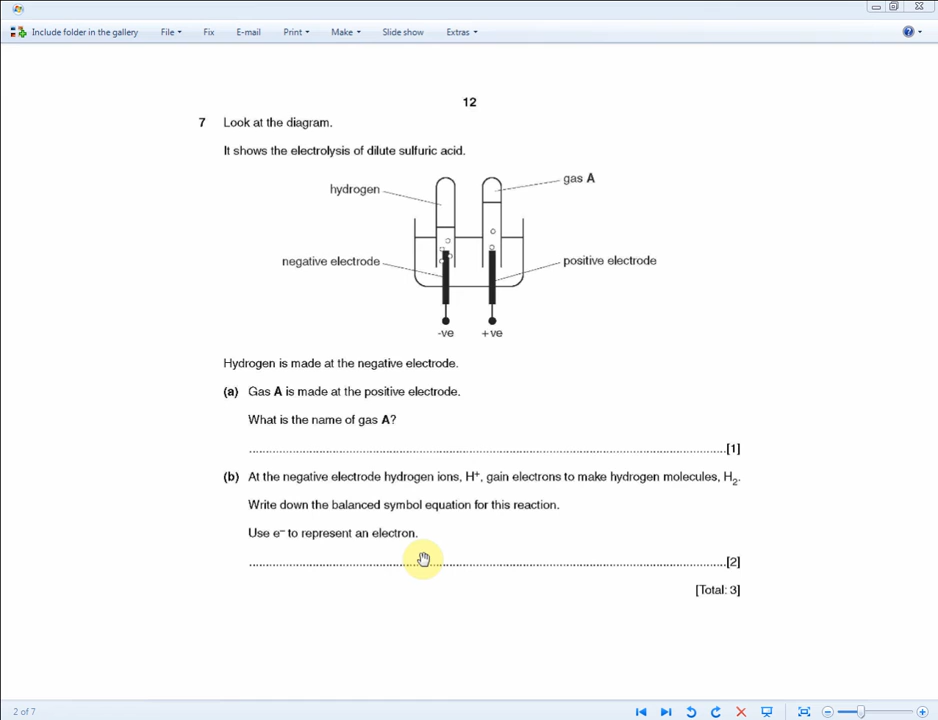 Include folder in the gallery File Fix E-mail Print Make Slide show Extras
12
7 Look at the diagram.
It shows the electrolysis of dilute sulfuric acid.
hydrogen
gas A
negative electrode
positive electrode
-ve +ve
Hydrogen is made at the negative electrode.
(a) Gas A is made at the positive electrode.
What is the name of gas A?
[1]
(b) At the negative electrode hydrogen ions, H⁺, gain electrons to make hydrogen molecules, H₂.
Write down the balanced symbol equation for this reaction.
Use e⁻ to represent an electron.
[2]
[Total: 3]
2 of 7